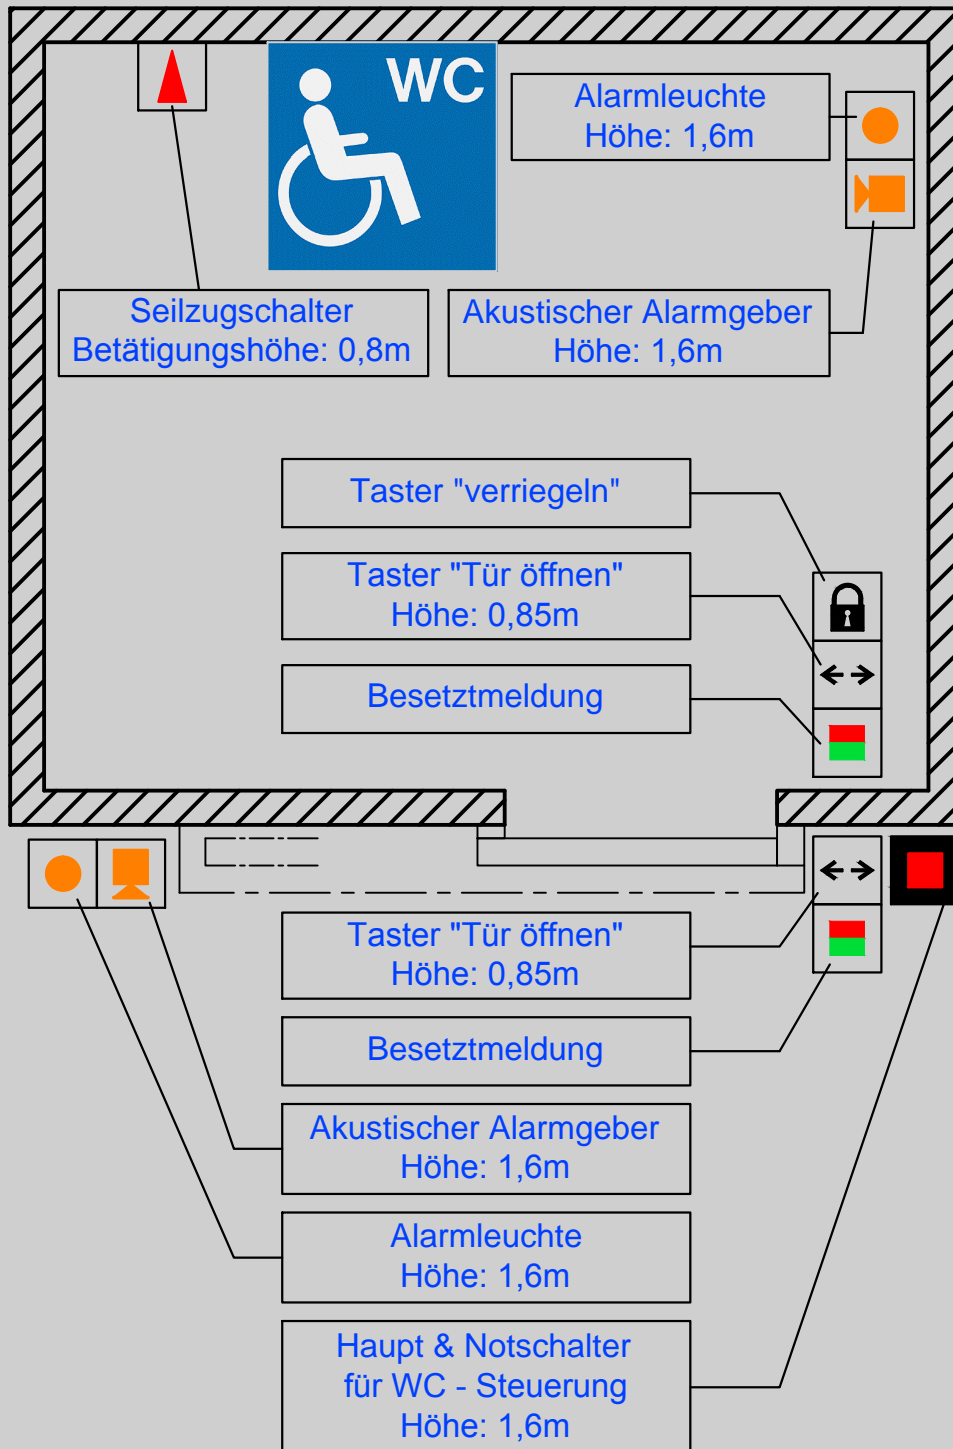 WC
Alarmleuchte
Höhe: 1,6m
Seilzugschalter
Betätigungshöhe: 0,8m
Akustischer Alarmgeber
Höhe: 1,6m
Taster "verriegeln"
Taster "Tür öffnen"
Höhe: 0,85m
Besetztmeldung
Taster "Tür öffnen"
Höhe: 0,85m
Besetztmeldung
Akustischer Alarmgeber
Höhe: 1,6m
Alarmleuchte
Höhe: 1,6m
Haupt & Notschalter
für WC - Steuerung
Höhe: 1,6m